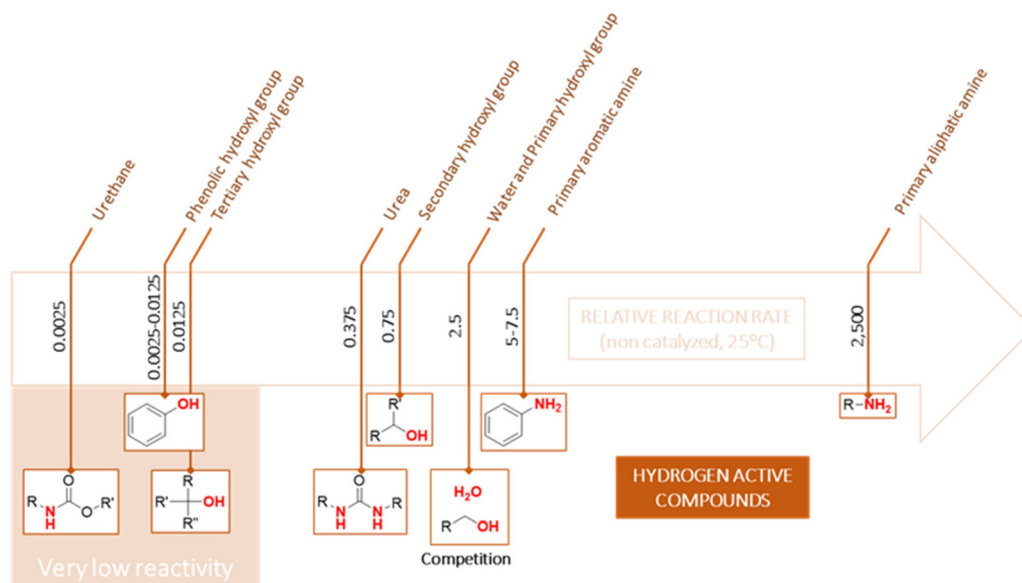 Urethane
Phenolic hydroxyl group
Tertiary hydroxyl group
Urea
Secondary hydroxyl group
Water and Primary hydroxyl group
Primary aromatic amine
Primary aliphatic amine
0.0025
0.0025-0.0125
0.0125
0.375
0.75
2.5
5-7.5
2,500
RELATIVE REACTION RATE
(non catalyzed, 25°C)
OH
R'
R
OH
NH2
R-NH2
O
R
N
H
O
R'
R
R'
OH
R"
O
R
N
H
N
H
R
H2O
R
OH
HYDROGEN ACTIVE
COMPOUNDS
Competition
Very low reactivity